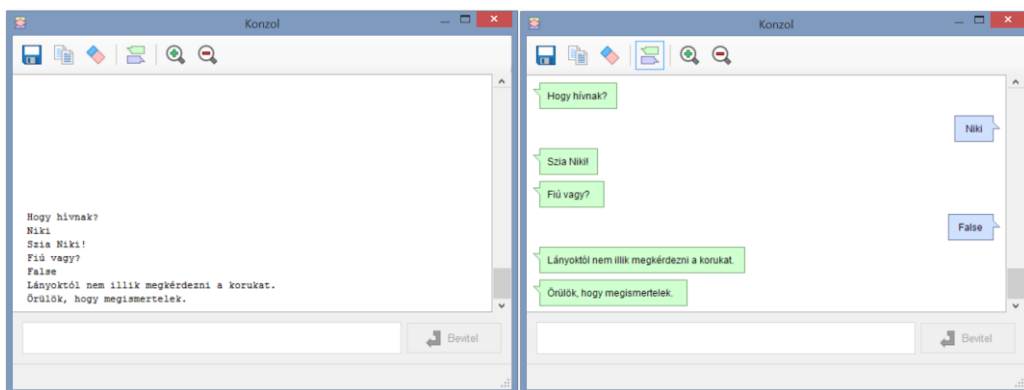 Konzol
Hogy hívnak?
Niki
Szia Niki!
Fiú vagy?
False
Lányoktól nem illik megkérdezni a korukat.
Örülök, hogy megismertelek.
Bevitel
Konzol
Hogy hívnak?
Niki
Szia Niki!
Fiú vagy?
False
Lányoktól nem illik megkérdezni a korukat.
Örülök, hogy megismertelek.
Bevitel